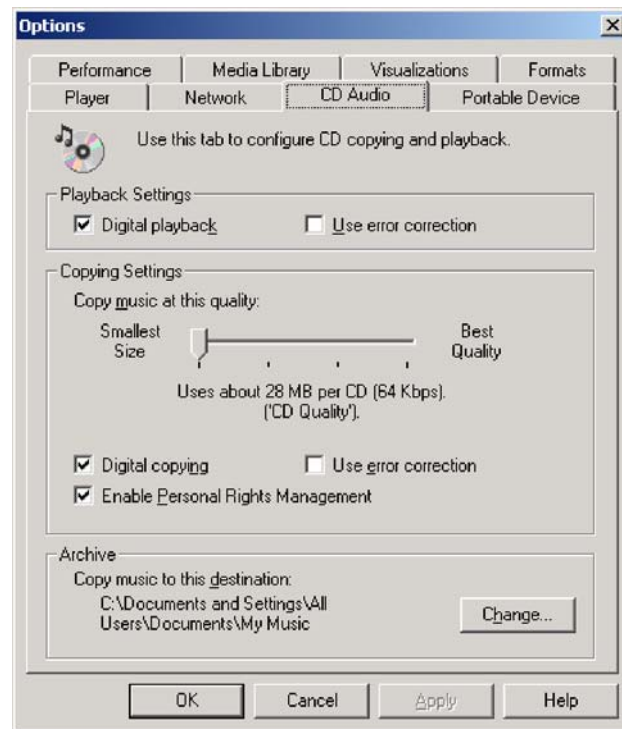 Options
Performance Media Library Visualizations Formats
Player Network CD Audio Portable Device
Use this tab to configure CD copying and playback.
Playback Settings
Digital playback Use error correction
Copying Settings
Copy music at this quality:
Smallest Best
Size Quality
Uses about 28 MB per CD (64 Kbps).
('CD Quality').
Digital copying Use error correction
Enable Personal Rights Management
Archive
Copy music to this destination:
C:\Documents and Settings\All
Users\Documents\My Music
Change...
OK Cancel Apply Help